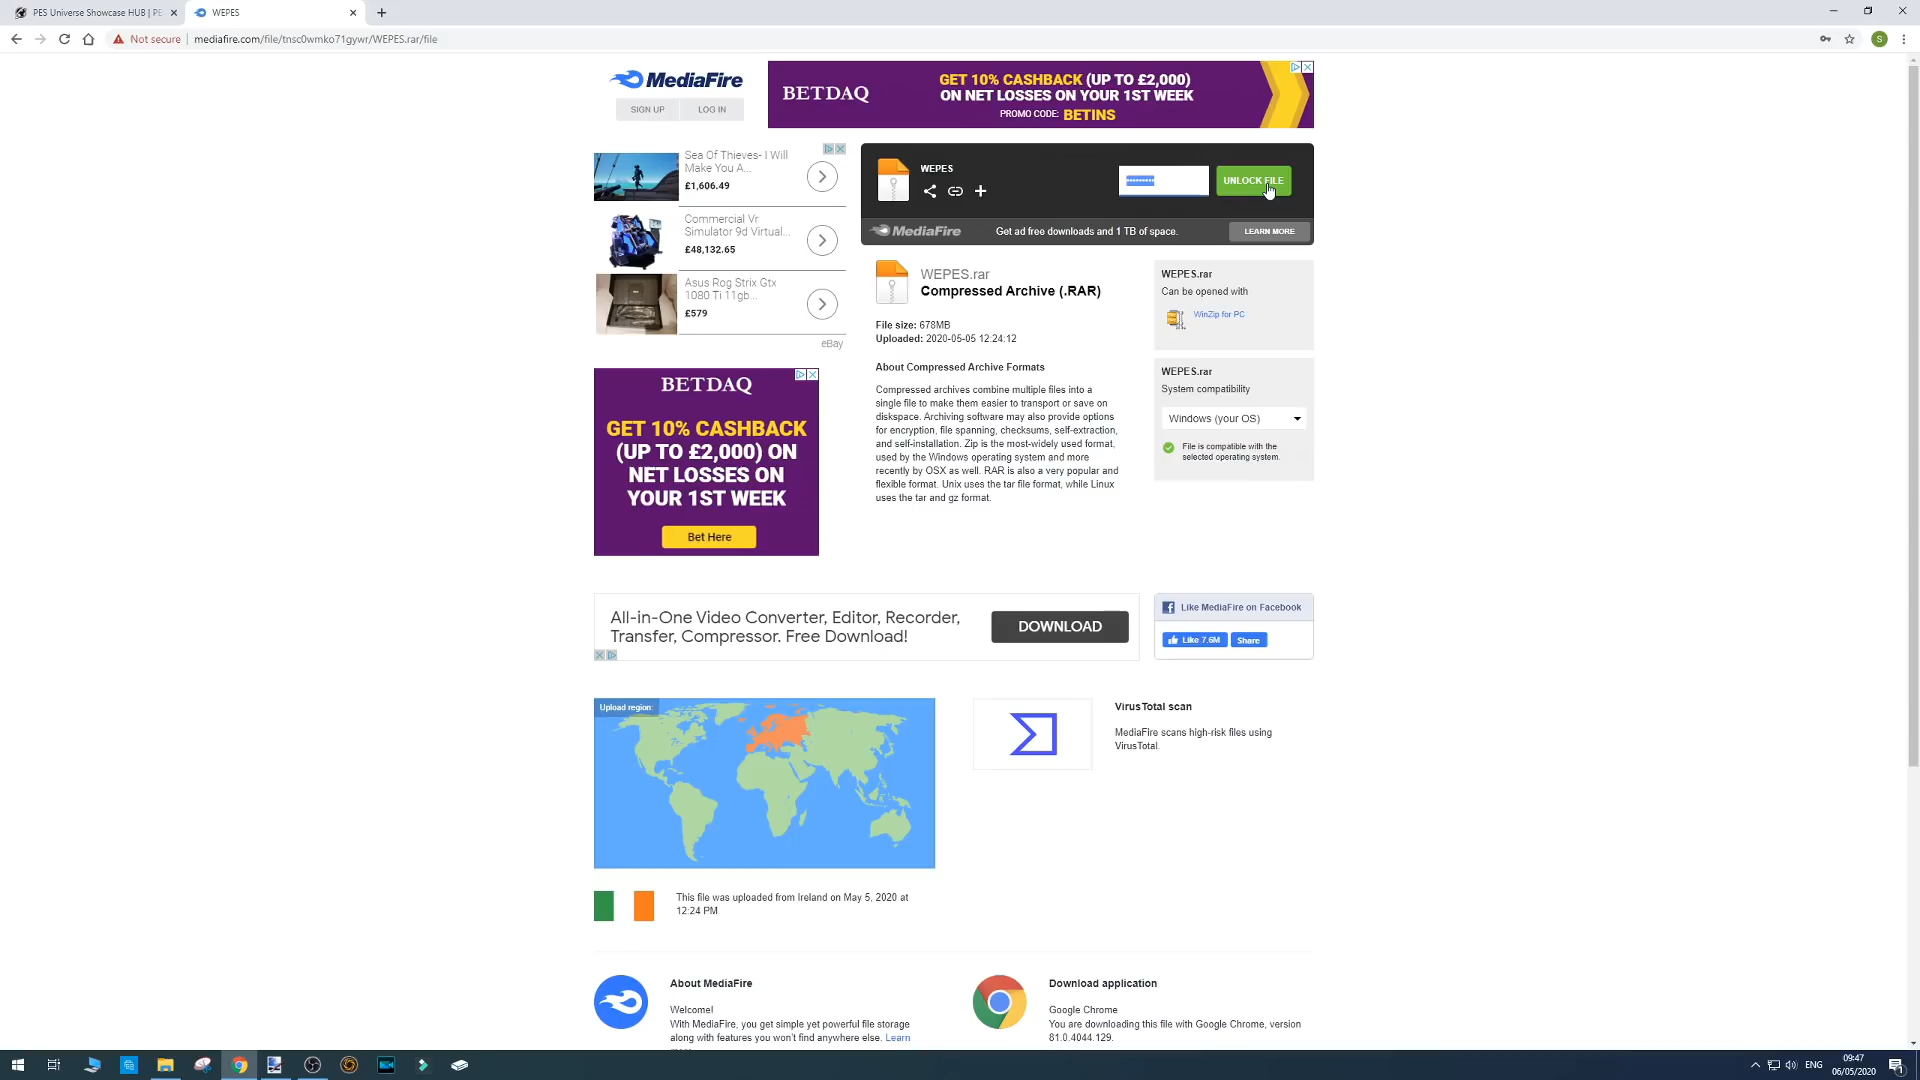 PES Universe Showcase HUB | PE
WEPES
Not secure
mediafire.com/file/tnsc0wmko71gywr/WEPES.rar/file
S
MediaFire
SIGN UP
LOG IN
BETDAQ
GET 10% CASHBACK (UP TO £2,000)
ON NET LOSSES ON YOUR 1ST WEEK
PROMO CODE: BETINS
Sea Of Thieves- I Will
Make You A...
£1,606.49
Commercial Vr
Simulator 9d Virtual...
£48,132.65
Asus Rog Strix Gtx
1080 Ti 11gb...
£579
eBay
WEPES
UNLOCK FILE
MediaFire
Get ad free downloads and 1 TB of space.
LEARN MORE
WEPES.rar
Compressed Archive (.RAR)
File size: 678MB
Uploaded: 2020-05-05 12:24:12
About Compressed Archive Formats
Compressed archives combine multiple files into a
single file to make them easier to transport or save on
diskspace. Archiving software may also provide options
for encryption, file spanning, checksums, self-extraction,
and self-installation. Zip is the most-widely used format,
used by the Windows operating system and more
recently by OSX as well. RAR is also a very popular and
flexible format. Unix uses the tar file format, while Linux
uses the tar and gz format.
WEPES.rar
Can be opened with
WinZip for PC
WEPES.rar
System compatibility
Windows (your OS)
File is compatible with the
selected operating system.
BETDAQ
GET 10% CASHBACK
(UP TO £2,000) ON
NET LOSSES ON
YOUR 1ST WEEK
Bet Here
All-in-One Video Converter, Editor, Recorder,
Transfer, Compressor. Free Download!
DOWNLOAD
Like MediaFire on Facebook
Like 7.6M
Share
Upload region:
VirusTotal scan
MediaFire scans high-risk files using
VirusTotal.
This file was uploaded from Ireland on May 5, 2020 at
12:24 PM
About MediaFire
Welcome!
With MediaFire, you get simple yet powerful file storage
along with features you won't find anywhere else. Learn
Download application
Google Chrome
You are downloading this file with Google Chrome, version
81.0.4044.129.
ENG
09:47
06/05/2020